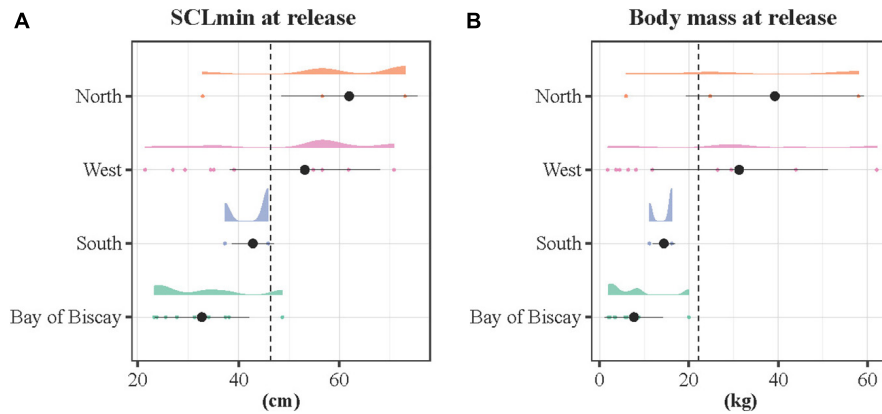 A
SCLmin at release
North
West
South
Bay of Biscay
20 40 60
(cm)
B
Body mass at release
North
West
South
Bay of Biscay
0 20 40 60
(kg)